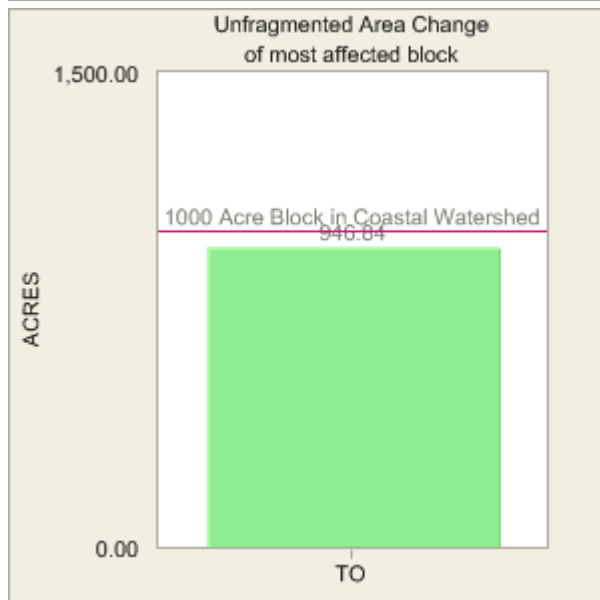 Unfragmented Area Change
of most affected block
1,500.00
1000 Acre Block in Coastal Watershed
946.84
ACRES
0.00
TO